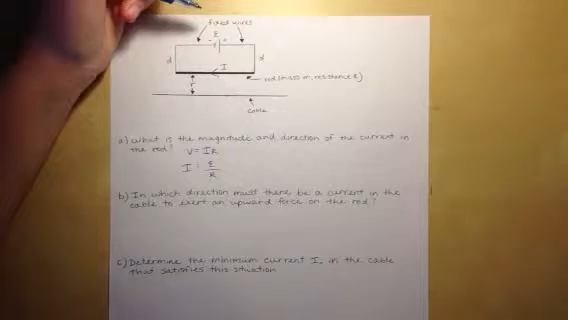 fixed wires
ε
- +
d
d
I
rod (mass m, resistance R)
r
cable
a) What is the magnitude and direction of the current in
the rod? V = IR
I = ε/R
b) In which direction must there be a current in the
cable to exert an upward force on the rod?
c) Determine the minimum current I₀ in the cable
that satisfies this situation